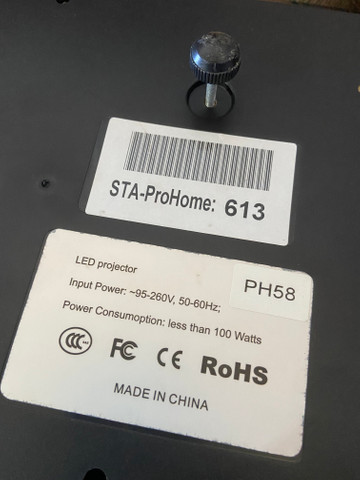 STA-ProHome: 613
LED projector
PH58
Input Power: ~95-260V, 50-60Hz;
Power Consumoption: less than 100 Watts
CCC FC CE RoHS
MADE IN CHINA